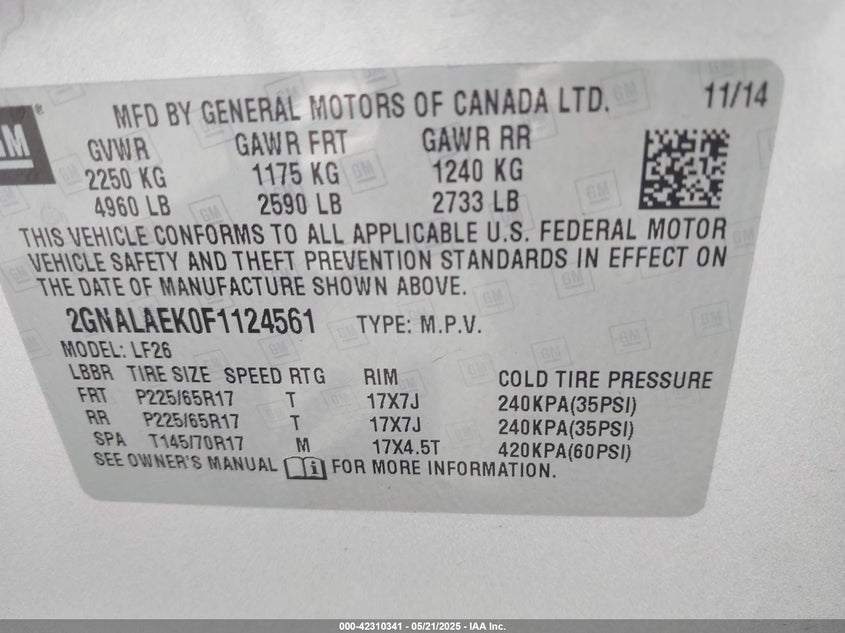 GM ®
MFD BY GENERAL MOTORS OF CANADA LTD. 11/14
GVWR GAWR FRT GAWR RR
2250 KG 1175 KG 1240 KG
4960 LB 2590 LB 2733 LB
THIS VEHICLE CONFORMS TO ALL APPLICABLE U.S. FEDERAL MOTOR
VEHICLE SAFETY AND THEFT PREVENTION STANDARDS IN EFFECT ON
THE DATE OF MANUFACTURE SHOWN ABOVE.
2GNALAEK0F1124561 TYPE: M.P.V.
MODEL: LF26
LBBR TIRE SIZE SPEED RTG RIM COLD TIRE PRESSURE
FRT P225/65R17 T 17X7J 240KPA(35PSI)
RR P225/65R17 T 17X7J 240KPA(35PSI)
SPA T145/70R17 M 17X4.5T 420KPA(60PSI)
SEE OWNER'S MANUAL FOR MORE INFORMATION.
000-42310341 / 05/21/2025 - IAA Inc.